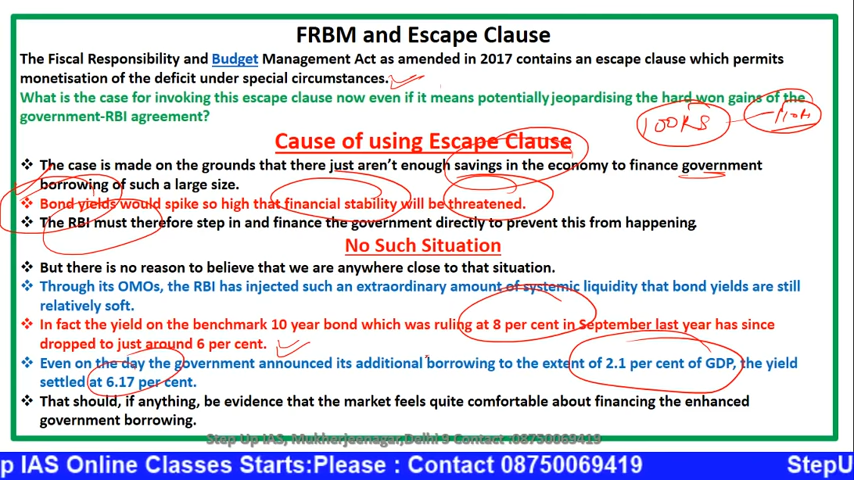 FRBM and Escape Clause
The Fiscal Responsibility and Budget Management Act as amended in 2017 contains an escape clause which permits
monetisation of the deficit under special circumstances.
What is the case for invoking this escape clause now even if it means potentially jeopardising the hard won gains of the
government-RBI agreement?
100RS
Cause of using Escape Clause
❖ The case is made on the grounds that there just aren't enough savings in the economy to finance government
borrowing of such a large size.
❖ Bond yields would spike so high that financial stability will be threatened.
❖ The RBI must therefore step in and finance the government directly to prevent this from happening.
No Such Situation
❖ But there is no reason to believe that we are anywhere close to that situation.
❖ Through its OMOs, the RBI has injected such an extraordinary amount of systemic liquidity that bond yields are still
relatively soft.
❖ In fact the yield on the benchmark 10 year bond which was ruling at 8 per cent in September last year has since
dropped to just around 6 per cent.
❖ Even on the day the government announced its additional borrowing to the extent of 2.1 per cent of GDP, the yield
settled at 6.17 per cent.
❖ That should, if anything, be evidence that the market feels quite comfortable about financing the enhanced
government borrowing.
Step Up IAS, Mukherjeenagar,Delhi 9 Contact :08750069419
p IAS Online Classes Starts:Please : Contact 08750069419 StepU